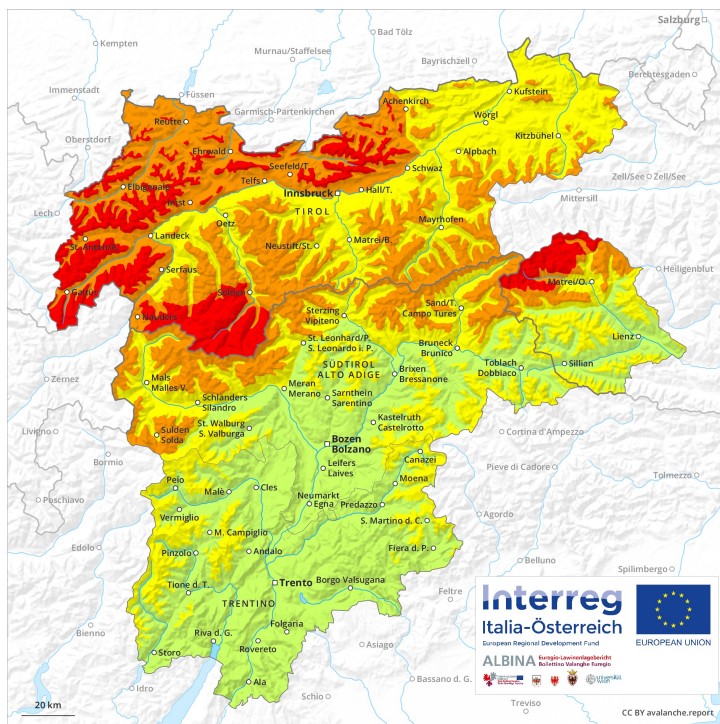 Salzburg
Bad Tölz
Kempten
Murnau/Staffelsee
Bayrischzell
Berchtesgaden
Immenstadt
Füssen
Kufstein
Garmisch-Partenkirchen
Achenkirch
Reutte
Wörgl
Oberstdorf
Ehrwald
Kitzbühel
Seefeld/T.
Alpbach
Schwaz
Zell/See
Zell/See
Elbigenalp
Telfs
Innsbruck
Hall/T.
Mittersill
Imst
TIROL
Lech
Oetz
Mayrhofen
St. Anton/A.
Landeck
Neustift/St.
Matrei/B.
Serfaus
Heiligenblut
Galtür
Sölden
Matrei/O.
Nauders
Sterzing
Vipiteno
Sand/T.
Campo Tures
Lienz
St. Leonhard/P.
S. Leonardo i. P.
Bruneck
Brunico
SÜDTIROL
ALTO ADIGE
Toblach
Dobbiaco
Sillian
Brixen
Bressanone
Zernez
Mals
Malles V.
Meran
Merano
Sarnthein
Sarentino
Schlanders
Silandro
Kastelruth
Castelrotto
St. Walburg
S. Valburga
Livigno
Sulden
Solda
Bozen
Bolzano
Cortina d'Ampezzo
Bormio
Canazei
Leifers
Laives
Pieve di Cadore
Tolmezzo
Peio
Moena
Poschiavo
Malè
Cles
Neumarkt
Egna
Predazzo
Vermiglio
Agordo
S. Martino d. C.
M. Campiglio
Edolo
Pinzolo
Andalo
Fiera d. P.
Belluno
Spilimbergo
Tione d. T.
Trento
Borgo Valsugana
Feltre
TRENTINO
Bienno
Folgaria
Riva d. G.
Rovereto
Asiago
Storo
Ala
Idro
Schio
Bassano d. G.
Treviso
Interreg
Italia-Österreich
European Regional Development Fund
EUROPEAN UNION
ALBINA
Euregio-Lawinenlagebericht
Bollettino Valanghe Euregio
20 km
CC BY avalanche.report